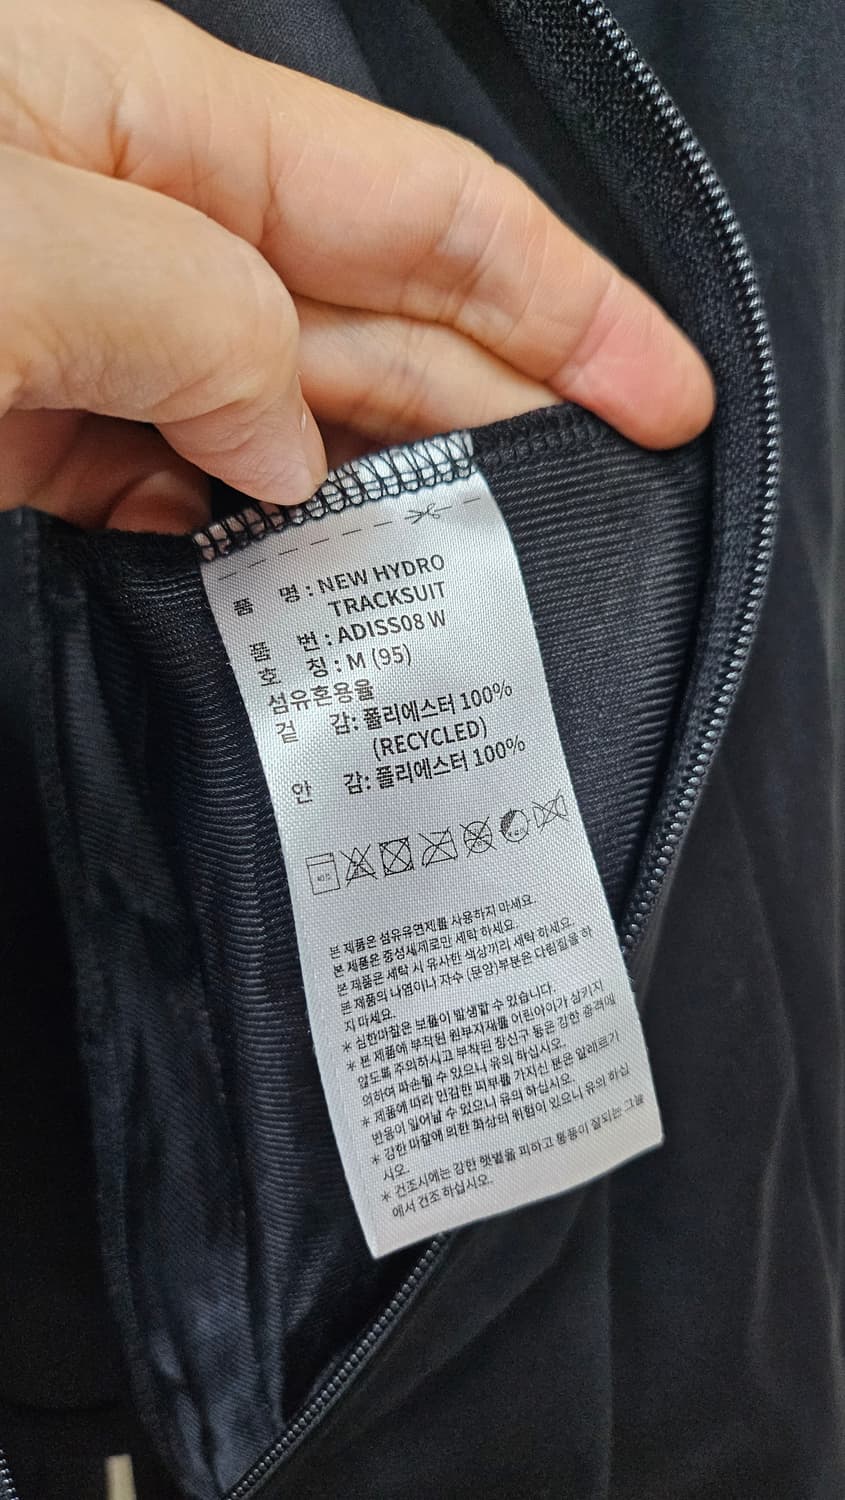 품 명 : NEW HYDRO
TRACKSUIT
품 번 : ADISS08 W
호 칭 : M (95)
섬유혼용율
겉 감: 폴리에스터 100%
(RECYCLED)
안 감: 폴리에스터 100%
본 제품은 섬유유연제를 사용하지 마세요.
본 제품은 중성세제로만 세탁 하세요.
본 제품은 세탁 시 유사한 색상끼리 세탁 하세요.
본 제품의 나염이나 자수 (문양)부분은 다림질을 하
지 마세요.
* 심한마찰은 보풀이 발생할 수 있습니다.
* 본 제품에 부착된 원부자재를 어린아이가 삼키지
않도록 주의하시고 부착된 장신구 등은 강한 충격에
의하여 파손될 수 있으니 유의 하십시오.
* 제품에 따라 민감한 피부를 가지신 분은 알레르기
반응이 일어날 수 있으니 유의 하십시오.
* 강한 마찰에 의한 화상의 위험이 있으니 유의 하십
시오.
* 건조시에는 강한 햇볕을 피하고 통풍이 잘되는 그늘
에서 건조 하십시오.